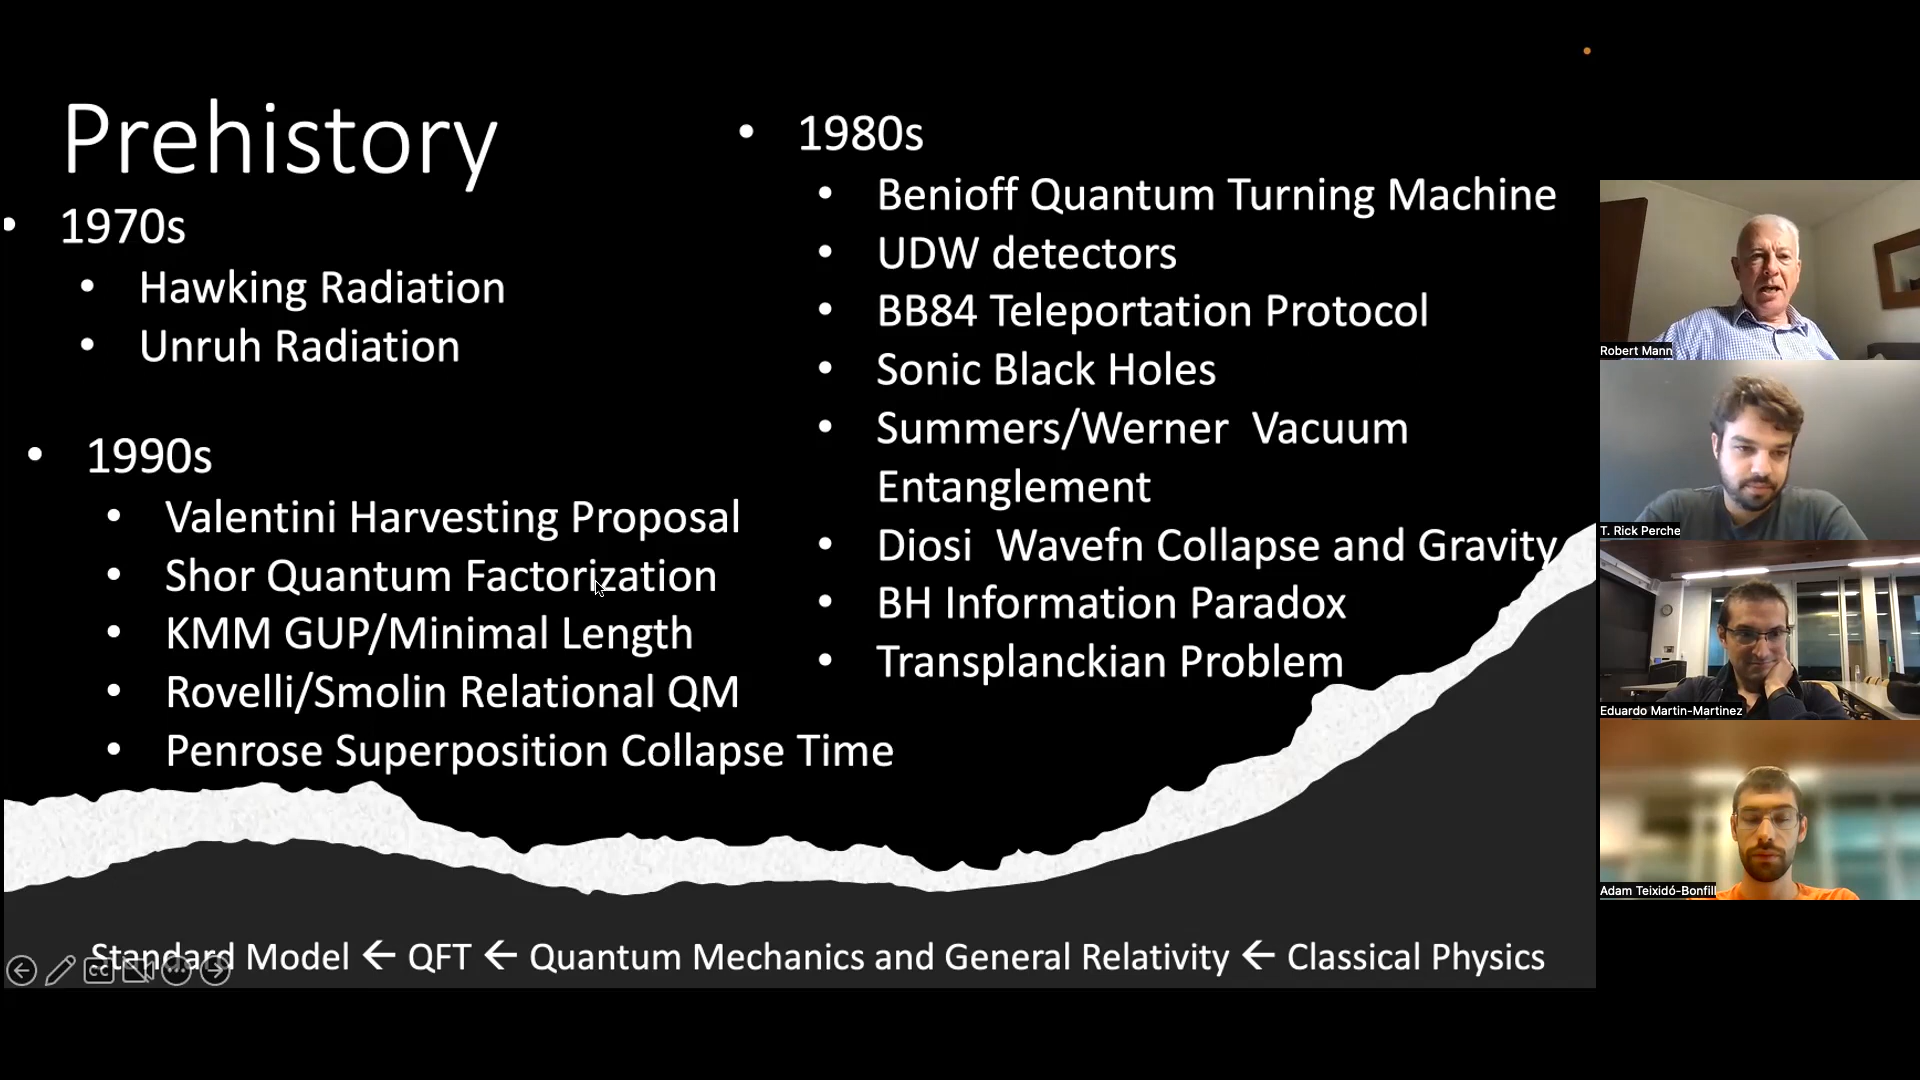 Prehistory
• 1970s
• Hawking Radiation
• Unruh Radiation
• 1990s
• Valentini Harvesting Proposal
• Shor Quantum Factorization
• KMM GUP/Minimal Length
• Rovelli/Smolin Relational QM
• Penrose Superposition Collapse Time
• 1980s
• Benioff Quantum Turning Machine
• UDW detectors
• BB84 Teleportation Protocol
• Sonic Black Holes
• Summers/Werner  Vacuum
Entanglement
• Diosi  Wavefn Collapse and Gravity
• BH Information Paradox
• Transplanckian Problem
Standard Model ← QFT ← Quantum Mechanics and General Relativity ← Classical Physics
CC
Robert Mann
T. Rick Perche
Eduardo Martin-Martinez
Adam Teixidó-Bonfill